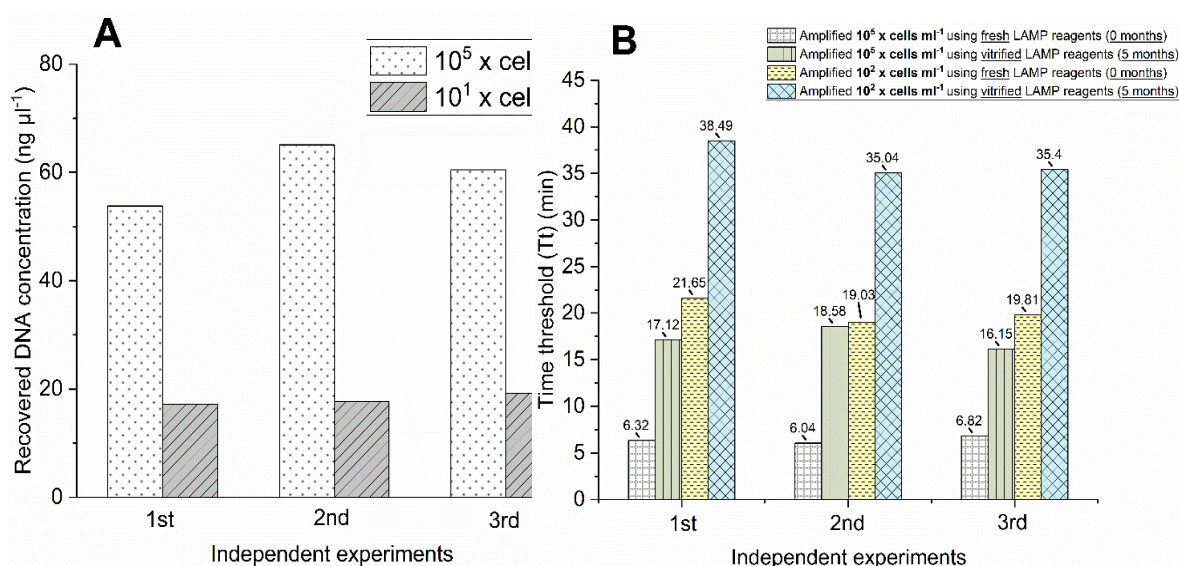 A
10⁵ x cel
10¹ x cel
Recovered DNA concentration (ng µl⁻¹)
80
60
40
20
0
1st 2nd 3rd
Independent experiments
B
Amplified 10⁵ x cells ml⁻¹ using fresh LAMP reagents (0 months)
Amplified 10⁵ x cells ml⁻¹ using vitrified LAMP reagents (5 months)
Amplified 10² x cells ml⁻¹ using fresh LAMP reagents (0 months)
Amplified 10² x cells ml⁻¹ using vitrified LAMP reagents (5 months)
Time threshold (Tt) (min)
45
40
35
30
25
20
15
10
5
0
6.32 17.12 21.65 38.49
6.04 18.58 19.03 35.04
6.82 16.15 19.81 35.4
1st 2nd 3rd
Independent experiments